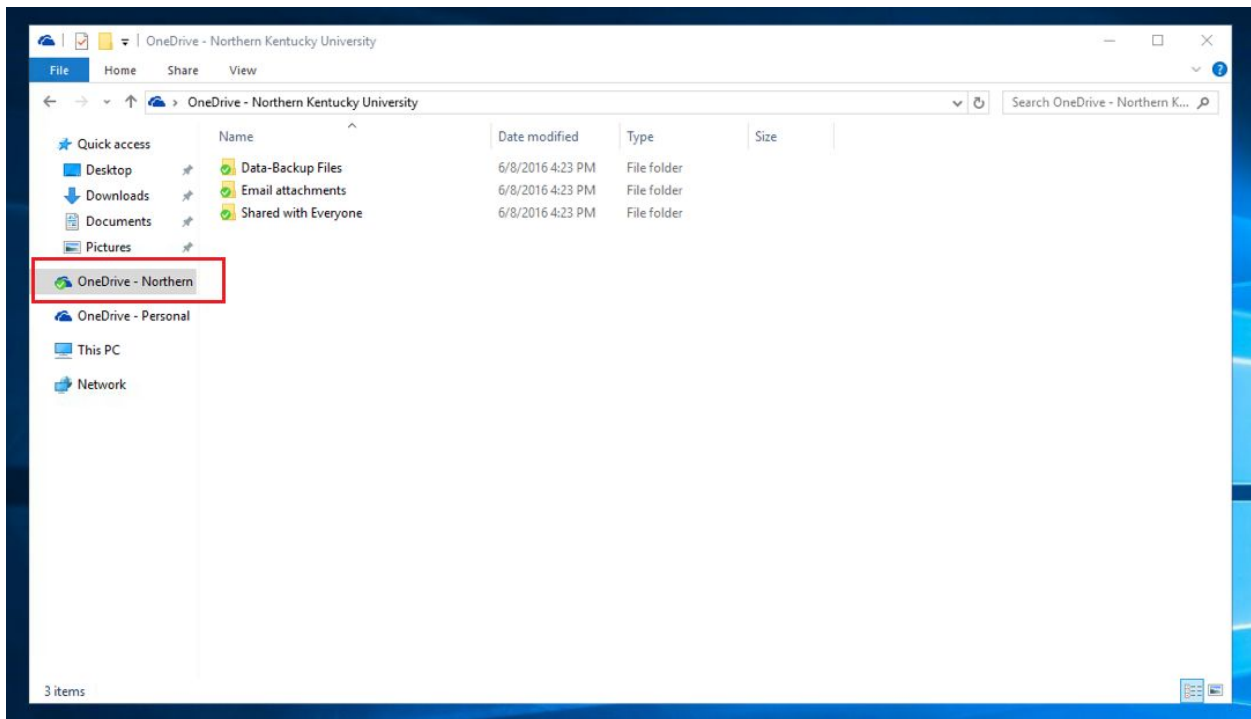 OneDrive - Northern Kentucky University
File Home Share View
OneDrive - Northern Kentucky University
Search OneDrive - Northern K...
Name Date modified Type Size
Quick access
Desktop
Downloads
Documents
Pictures
OneDrive - Northern
OneDrive - Personal
This PC
Network
Data-Backup Files 6/8/2016 4:23 PM File folder
Email attachments 6/8/2016 4:23 PM File folder
Shared with Everyone 6/8/2016 4:23 PM File folder
3 items